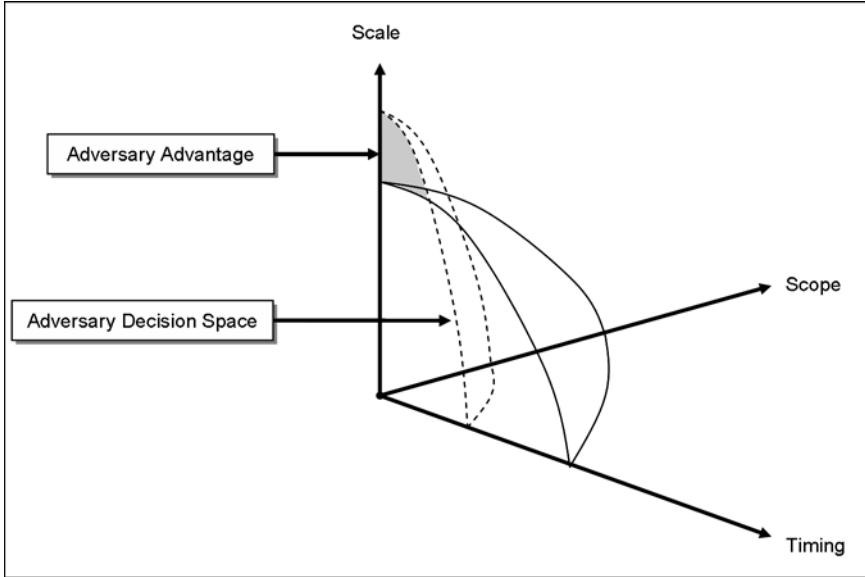 Scale
Adversary Advantage
Scope
Adversary Decision Space
Timing